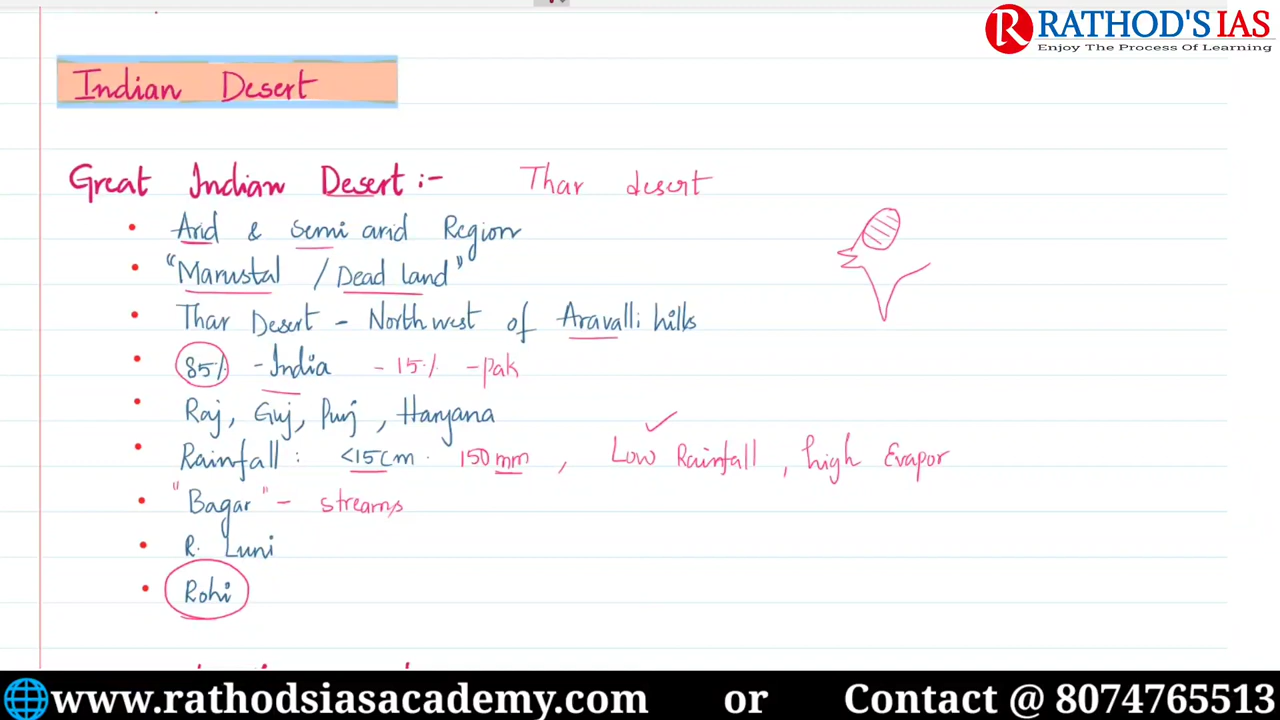 RATHOD'S IAS
Enjoy The Process Of Learning
Indian Desert
Great Indian Desert :- Thar desert
• Arid & Semi arid Region
• "Marustal / Dead land"
• Thar Desert - Northwest of Aravalli hills
• 85% - India - 15% - pak
• Raj, Guj, Punj, Haryana
• Rainfall : <15cm. 150 mm, Low Rainfall, high Evapor
• "Bagar" - streams
• R. Luni
• Rohi
www.rathodsiasacademy.com or Contact @ 8074765513